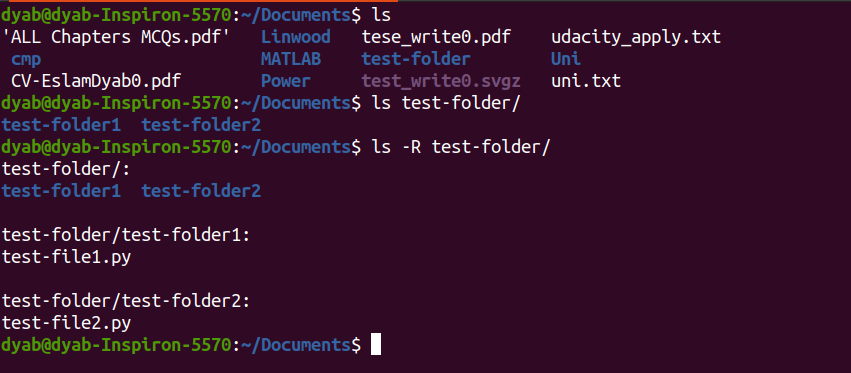 dyab@dyab-Inspiron-5570:~/Documents$ ls
'ALL Chapters MCQs.pdf'   Linwood   tese_write0.pdf    udacity_apply.txt
 cmp                      MATLAB    test-folder        Uni
 CV-EslamDyab0.pdf        Power     test_write0.svgz   uni.txt
dyab@dyab-Inspiron-5570:~/Documents$ ls test-folder/
test-folder1  test-folder2
dyab@dyab-Inspiron-5570:~/Documents$ ls -R test-folder/
test-folder/:
test-folder1  test-folder2

test-folder/test-folder1:
test-file1.py

test-folder/test-folder2:
test-file2.py
dyab@dyab-Inspiron-5570:~/Documents$